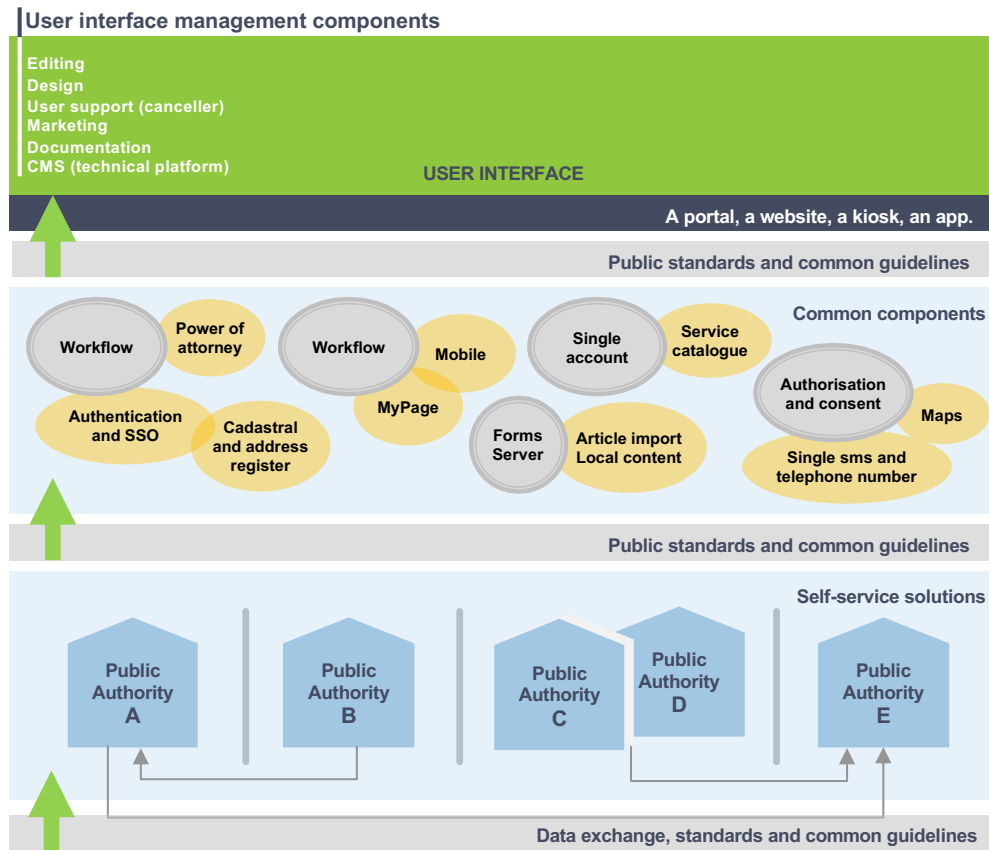 User interface management components
Editing
Design
User support (canceller)
Marketing
Documentation
CMS (technical platform)
USER INTERFACE
A portal, a website, a kiosk, an app.
Public standards and common guidelines
Common components
Workflow
Power of
attorney
Authentication
and SSO
Cadastral
and address
register
Workflow
Mobile
MyPage
Single
account
Service
catalogue
Forms
Server
Article import
Local content
Authorisation
and consent
Maps
Single sms and
telephone number
Public standards and common guidelines
Self-service solutions
Public
Authority
A
Public
Authority
B
Public
Authority
C
Public
Authority
D
Public
Authority
E
Data exchange, standards and common guidelines